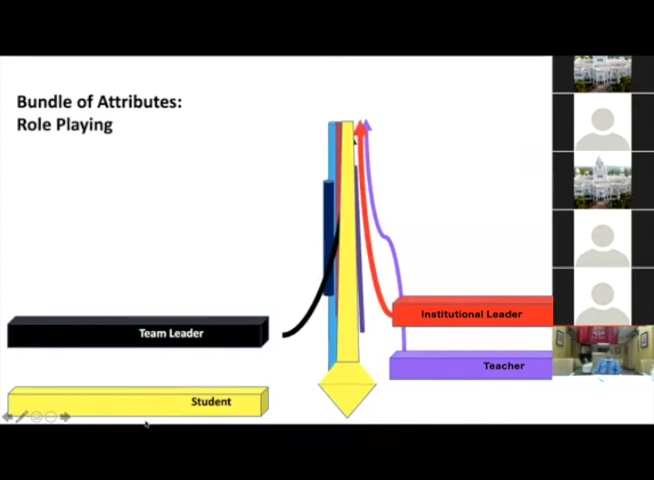 Bundle of Attributes:
Role Playing
Institutional Leader
Team Leader
Teacher
Student